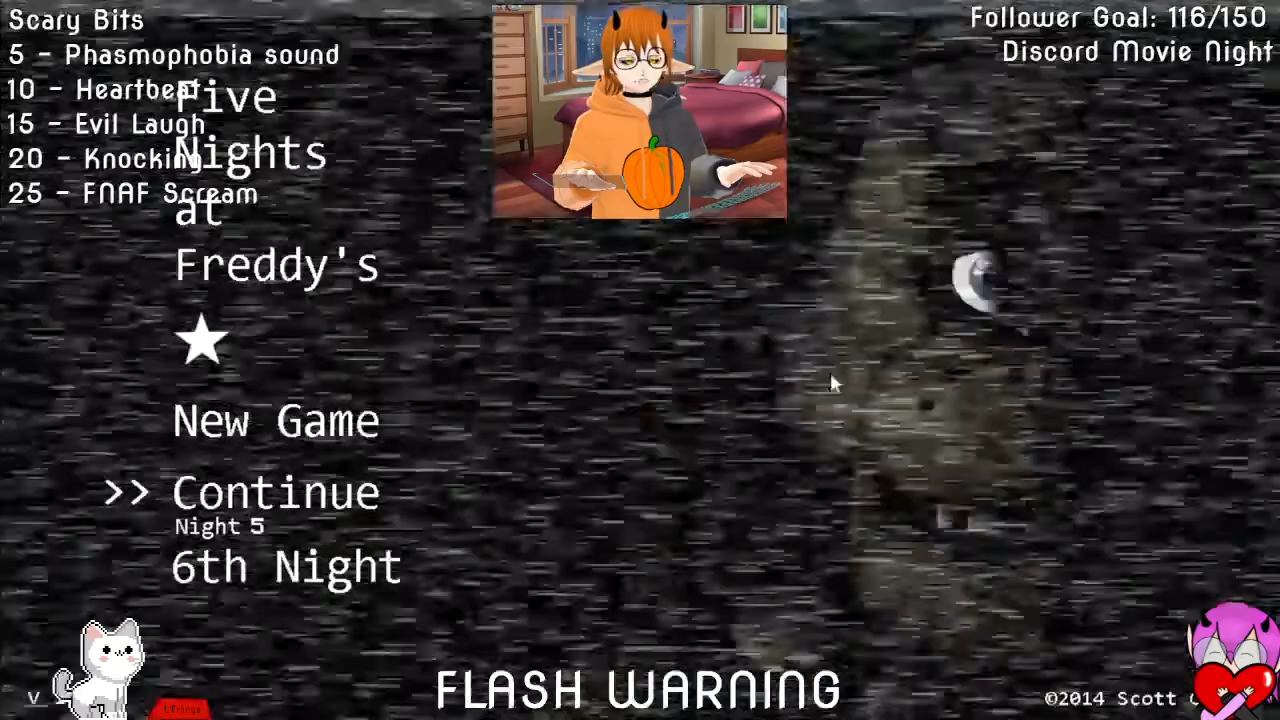 Scary Bits
5 - Phasmophobia sound
10 - Heartbeat
15 - Evil Laugh
20 - Knocking
25 - FNAF Scream
Follower Goal: 116/150
Discord Movie Night
Five
Nights
at
Freddy's
New Game
>> Continue
Night 5
6th Night
V
FLASH WARNING
©2014 Scott